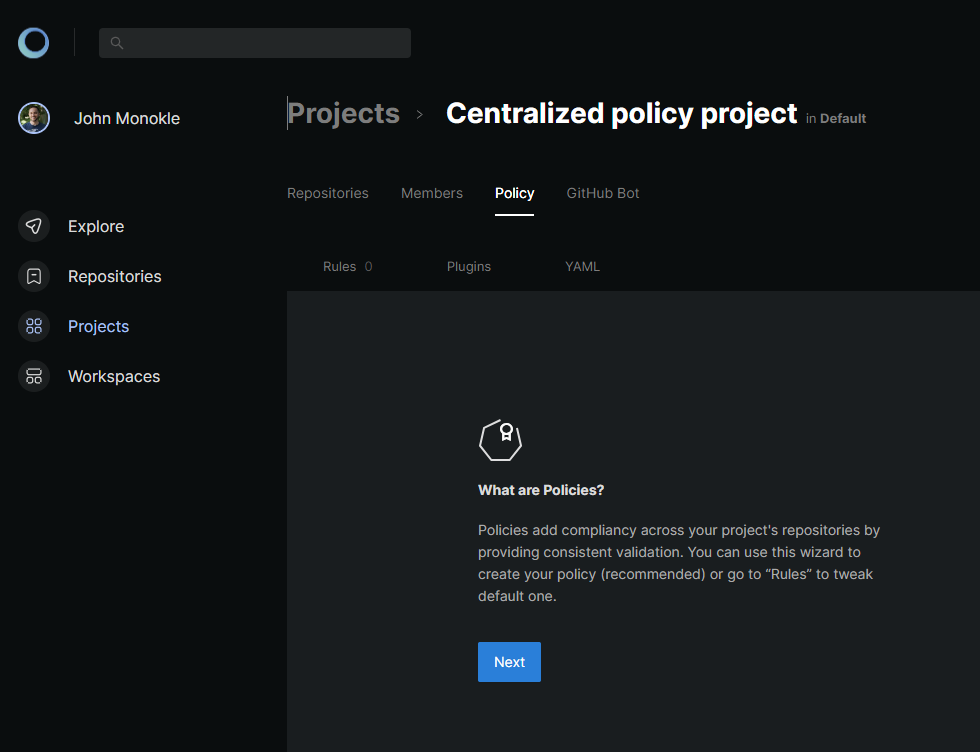 John Monokle
Projects > Centralized policy project in Default
Repositories Members Policy GitHub Bot
Explore
Repositories
Projects
Workspaces
Rules 0 Plugins YAML
What are Policies?
Policies add compliancy across your project's repositories by
providing consistent validation. You can use this wizard to
create your policy (recommended) or go to “Rules” to tweak
default one.
Next